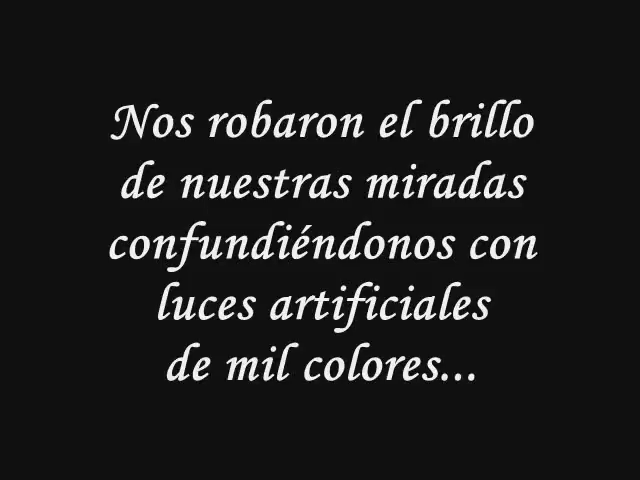 Nos robaron el brillo
de nuestras miradas
confundiéndonos con
luces artificiales
de mil colores...